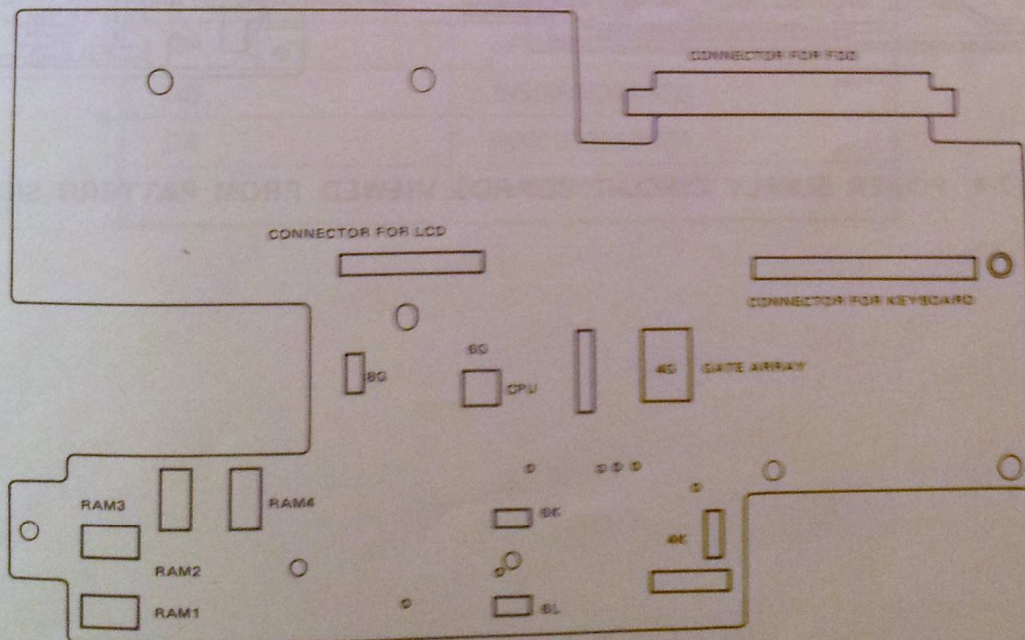 CONNECTOR FOR FDD
CONNECTOR FOR LCD
CONNECTOR FOR KEYBOARD
6G
8G
CPU
4G
GATE ARRAY
RAM3
RAM4
6K
4K
RAM2
RAM1
6L